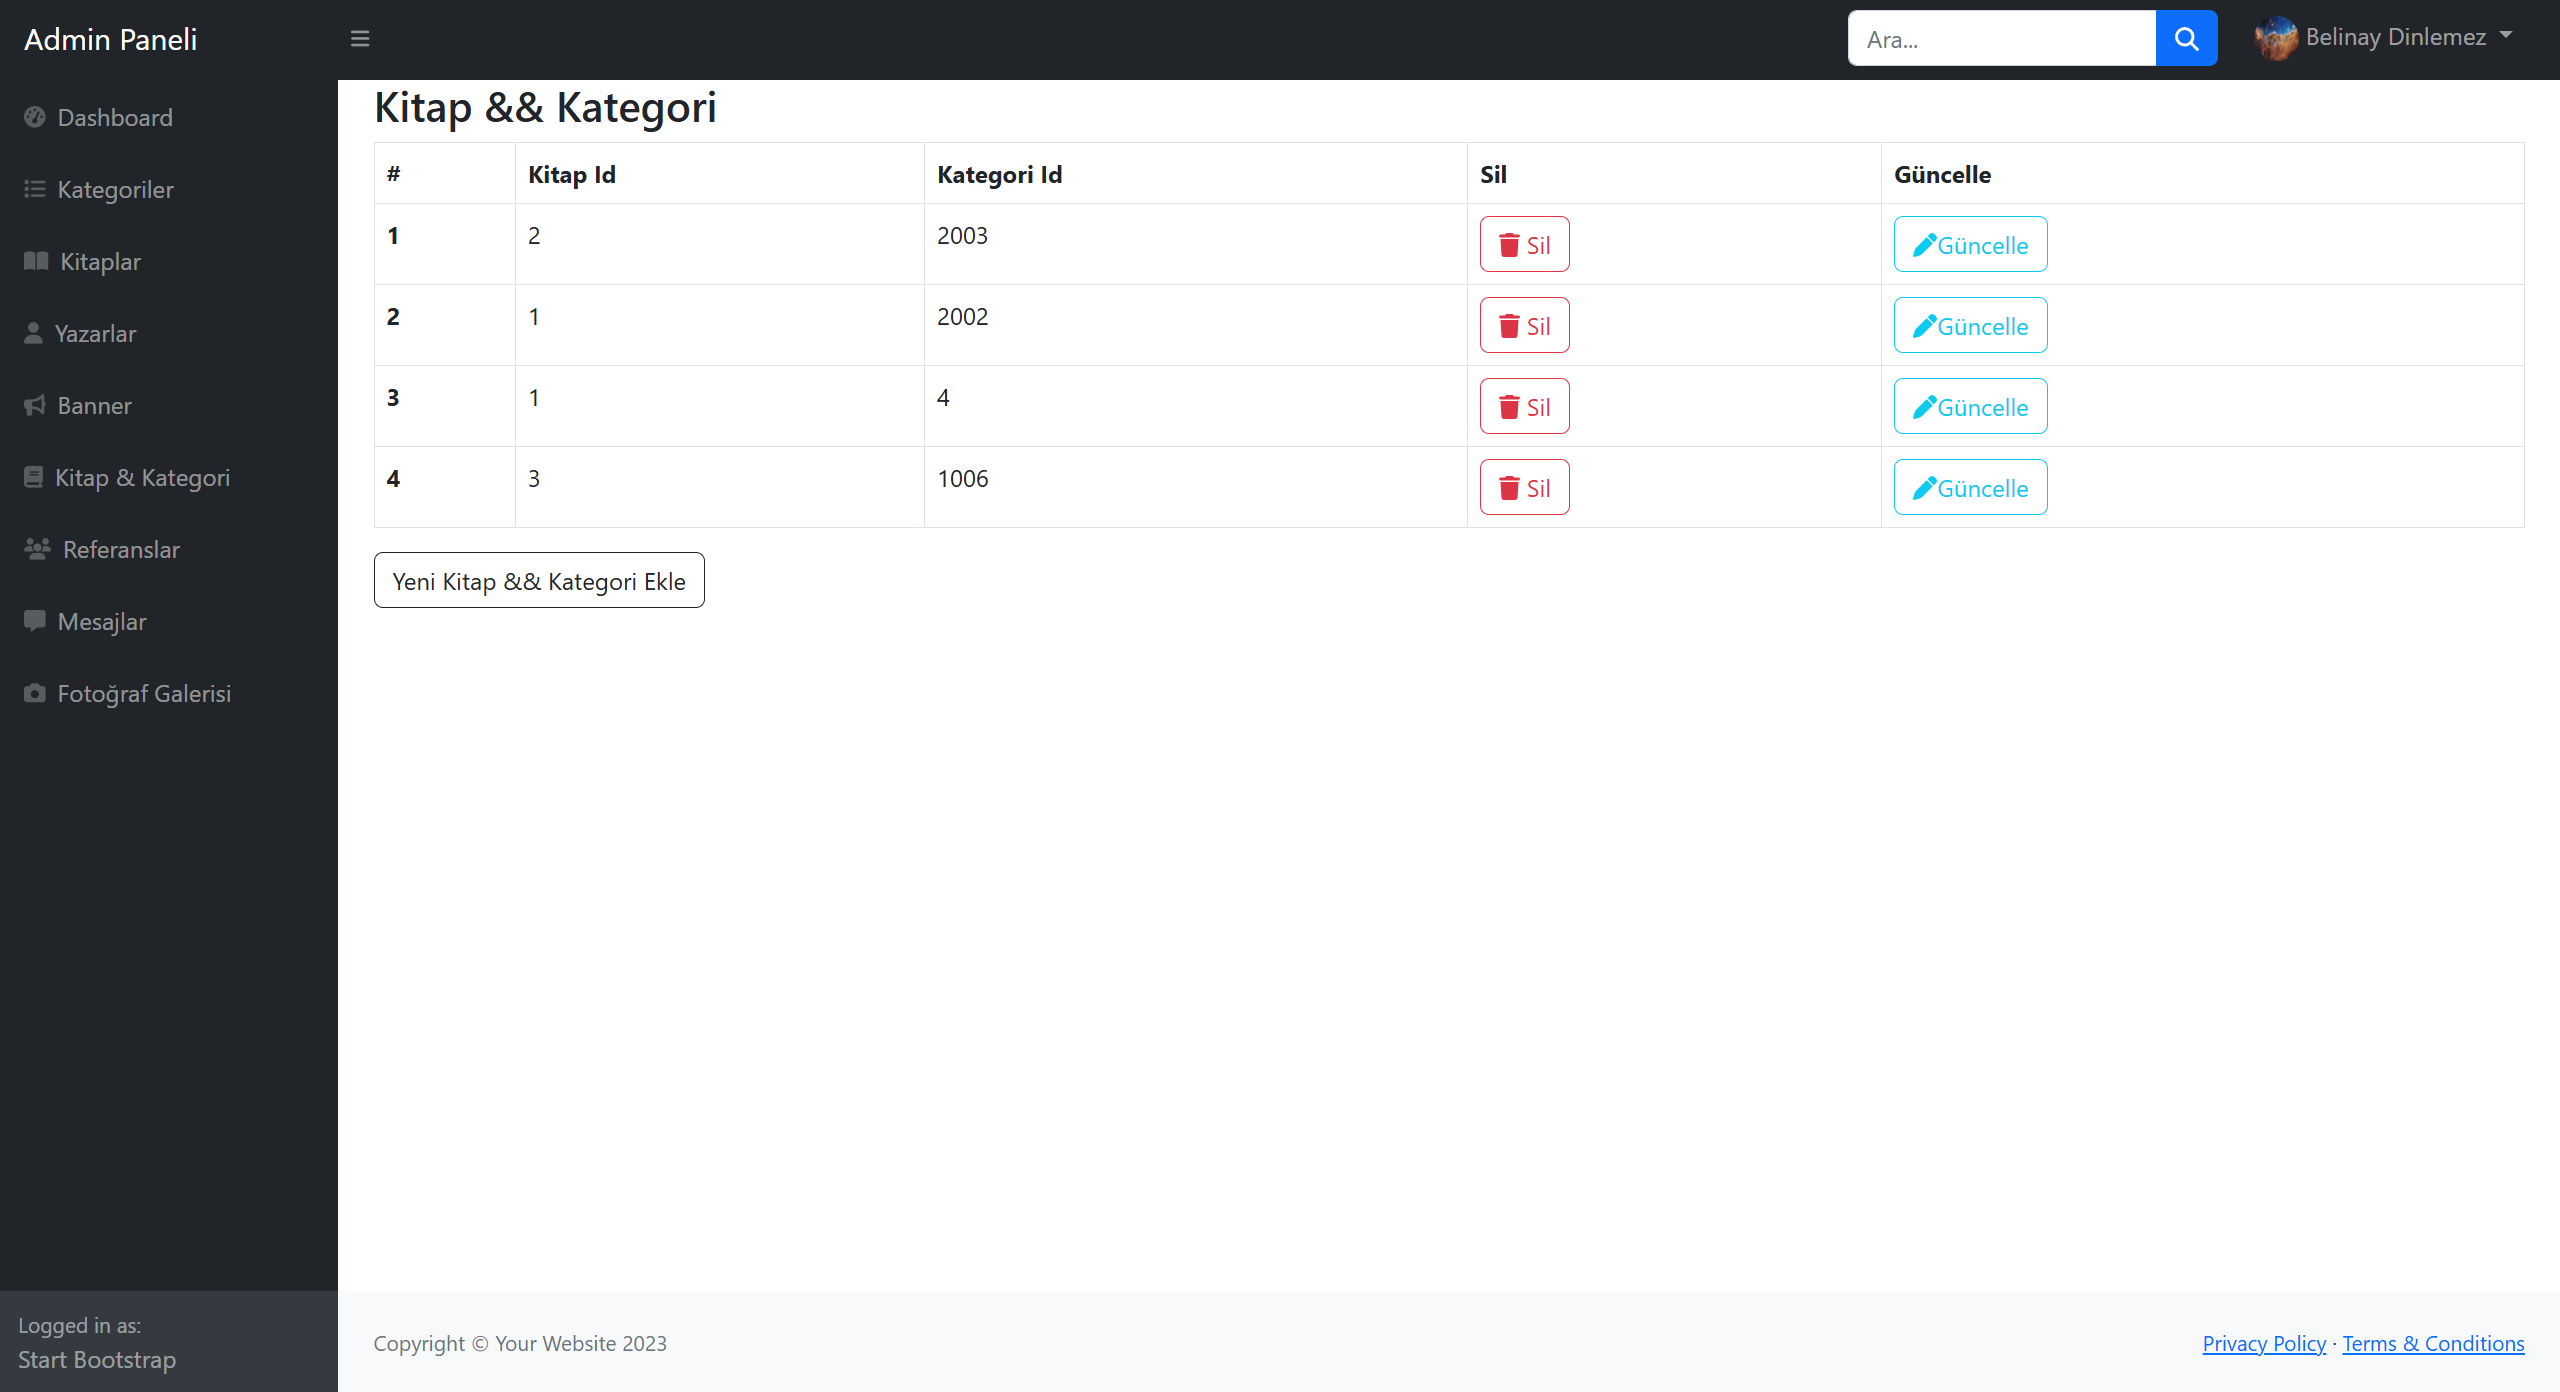 Admin Paneli
Ara...
Belinay Dinlemez
Dashboard
Kategoriler
Kitaplar
Yazarlar
Banner
Kitap & Kategori
Referanslar
Mesajlar
Fotoğraf Galerisi
Logged in as:
Start Bootstrap
Kitap && Kategori
# Kitap Id Kategori Id Sil Güncelle
1 2 2003 Sil Güncelle
2 1 2002 Sil Güncelle
3 1 4 Sil Güncelle
4 3 1006 Sil Güncelle
Yeni Kitap && Kategori Ekle
Copyright © Your Website 2023
Privacy Policy · Terms & Conditions